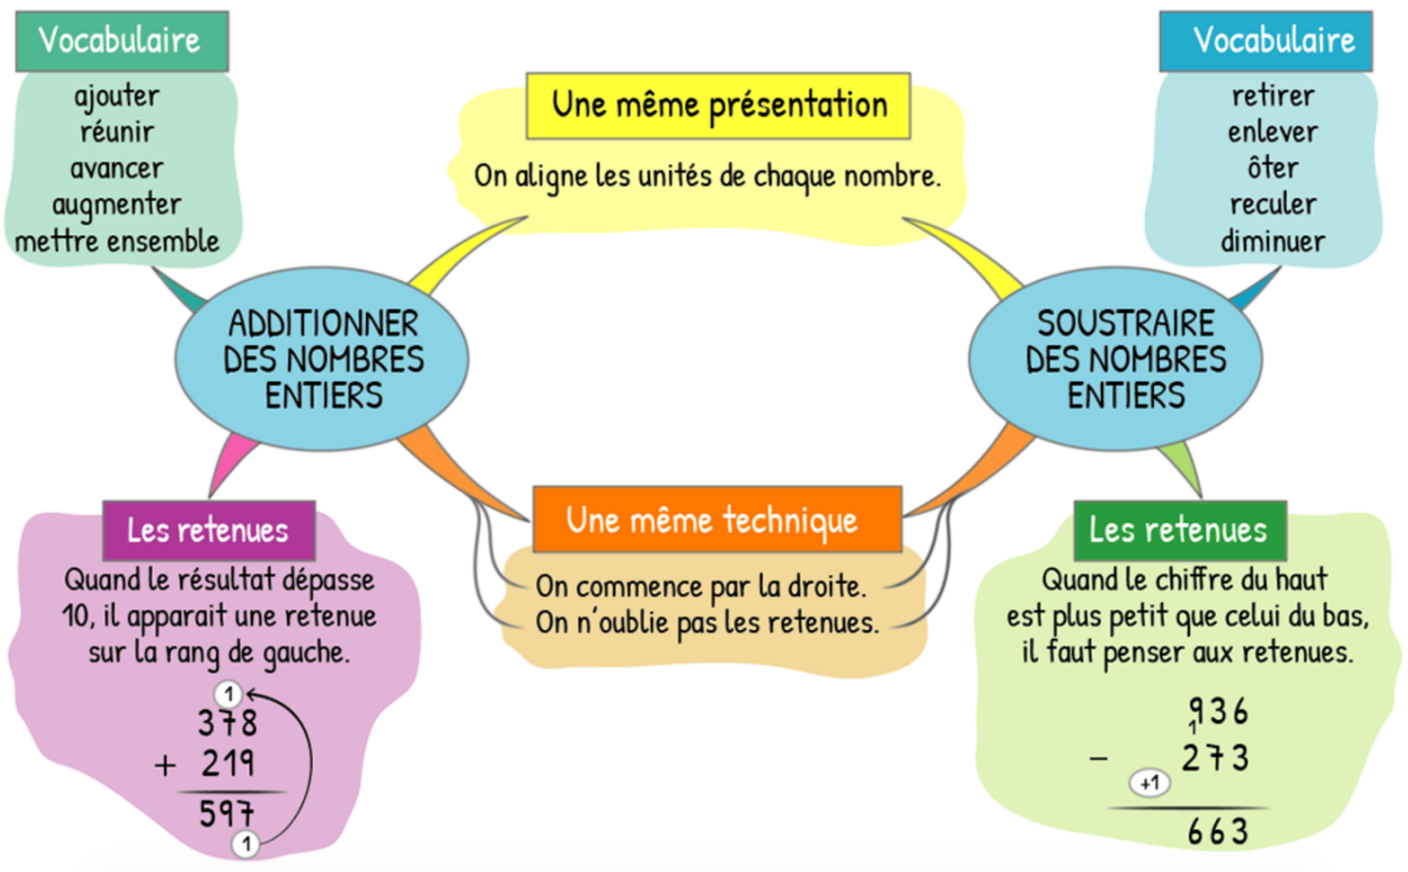 Vocabulaire
ajouter
réunir
avancer
augmenter
mettre ensemble
Une même présentation
On aligne les unités de chaque nombre.
Vocabulaire
retirer
enlever
ôter
reculer
diminuer
ADDITIONNER
DES NOMBRES
ENTIERS
SOUSTRAIRE
DES NOMBRES
ENTIERS
Les retenues
Quand le résultat dépasse
10, il apparait une retenue
sur la rang de gauche.
1
378
+ 219
597
1
Une même technique
On commence par la droite.
On n'oublie pas les retenues.
Les retenues
Quand le chiffre du haut
est plus petit que celui du bas,
il faut penser aux retenues.
936
1
- 273
+1
663